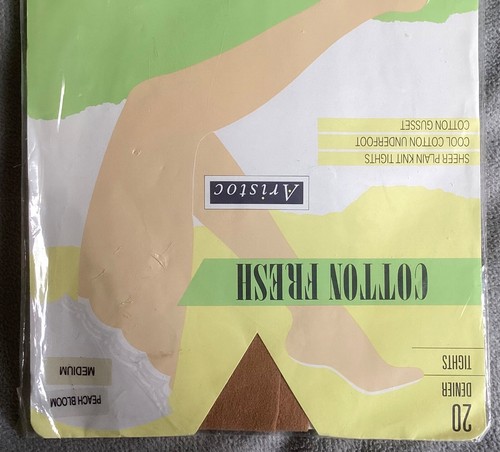 20
DENIER
TIGHTS
PEACH BLOOM
MEDIUM
COTTON FRESH
Aristoc
SHEER PLAIN KNIT TIGHTS
COOL COTTON UNDERFOOT
COTTON GUSSET